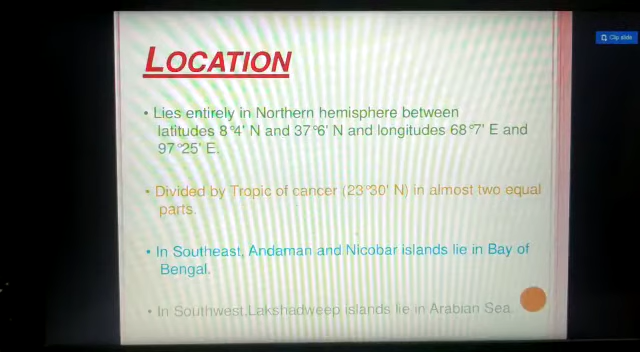 LOCATION
• Lies entirely in Northern hemisphere between
latitudes 8°4' N and 37°6' N and longitudes 68°7' E and
97°25' E.
• Divided by Tropic of cancer (23°30' N) in almost two equal
parts.
• In Southeast, Andaman and Nicobar islands lie in Bay of
Bengal.
• In Southwest,Lakshadweep islands lie in Arabian Sea.
Clip slide